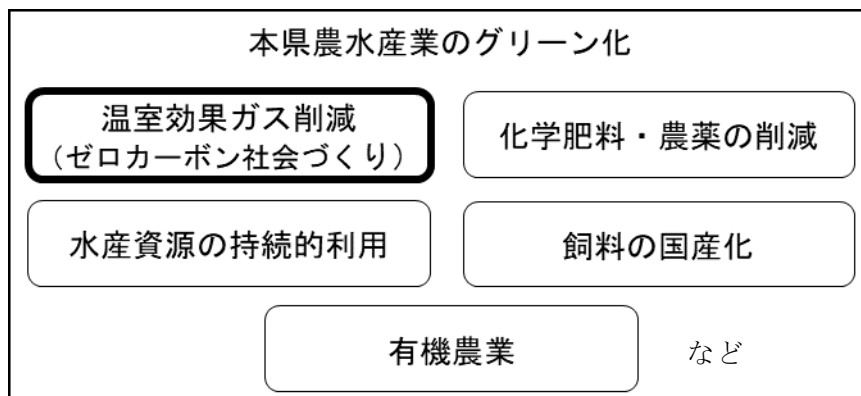 本県農水産業のグリーン化
温室効果ガス削減
（ゼロカーボン社会づくり）
化学肥料・農薬の削減
水産資源の持続的利用
飼料の国産化
有機農業
など